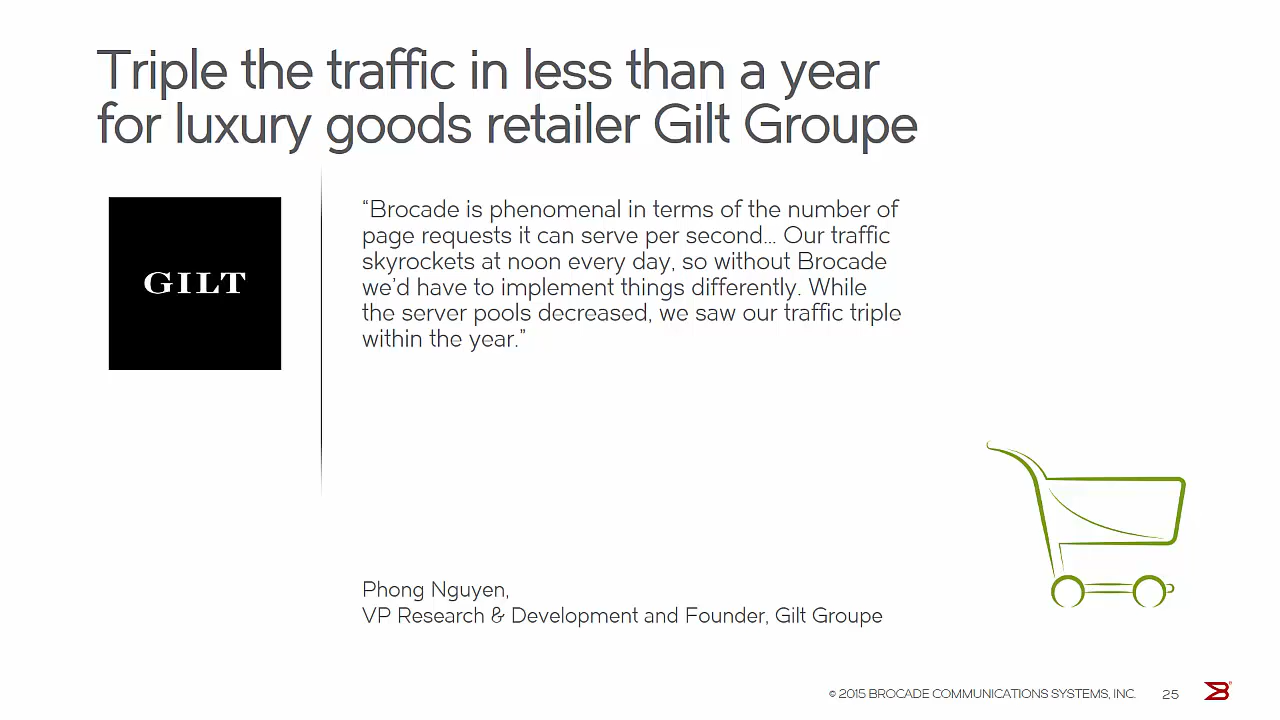 Triple the traffic in less than a year
for luxury goods retailer Gilt Groupe
GILT
“Brocade is phenomenal in terms of the number of
page requests it can serve per second... Our traffic
skyrockets at noon every day, so without Brocade
we’d have to implement things differently. While
the server pools decreased, we saw our traffic triple
within the year.”
Phong Nguyen,
VP Research & Development and Founder, Gilt Groupe
© 2015 BROCADE COMMUNICATIONS SYSTEMS, INC. 25